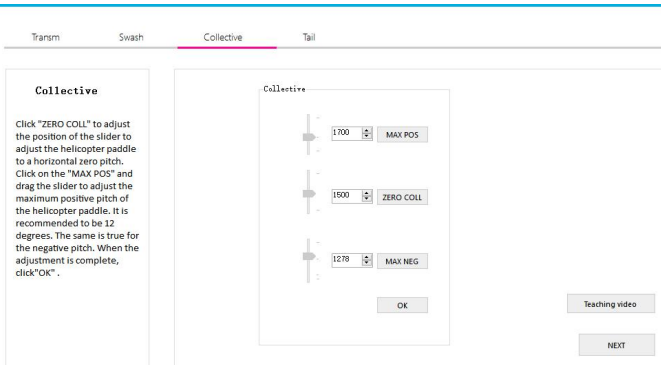 Transm Swash Collective Tail
Collective
Click "ZERO COLL" to adjust
the position of the slider to
adjust the helicopter paddle
to a horizontal zero pitch.
Click on the "MAX POS" and
drag the slider to adjust the
maximum positive pitch of
the helicopter paddle. It is
recommended to be 12
degrees. The same is true for
the negative pitch. When the
adjustment is complete,
click"OK" .
Collective
1700 MAX POS
1500 ZERO COLL
1278 MAX NEG
OK
Teaching video
NEXT